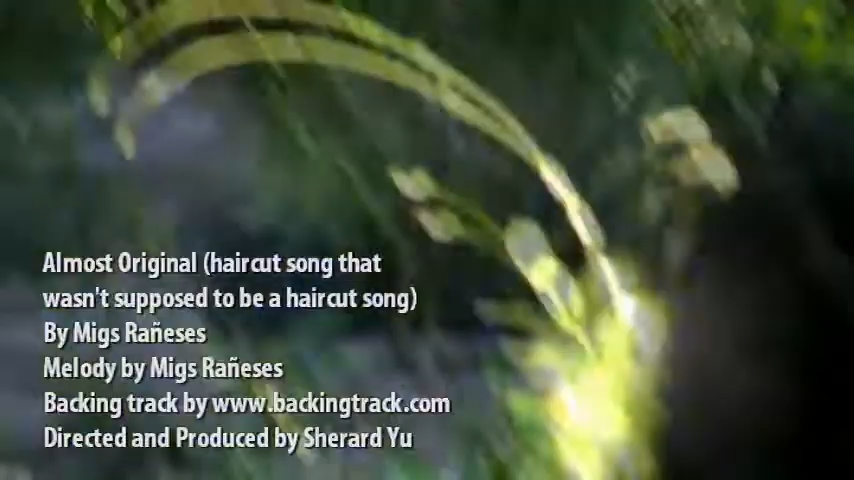 Almost Original (haircut song that
wasn't supposed to be a haircut song)
By Migs Rañeses
Melody by Migs Rañeses
Backing track by www.backingtrack.com
Directed and Produced by Sherard Yu